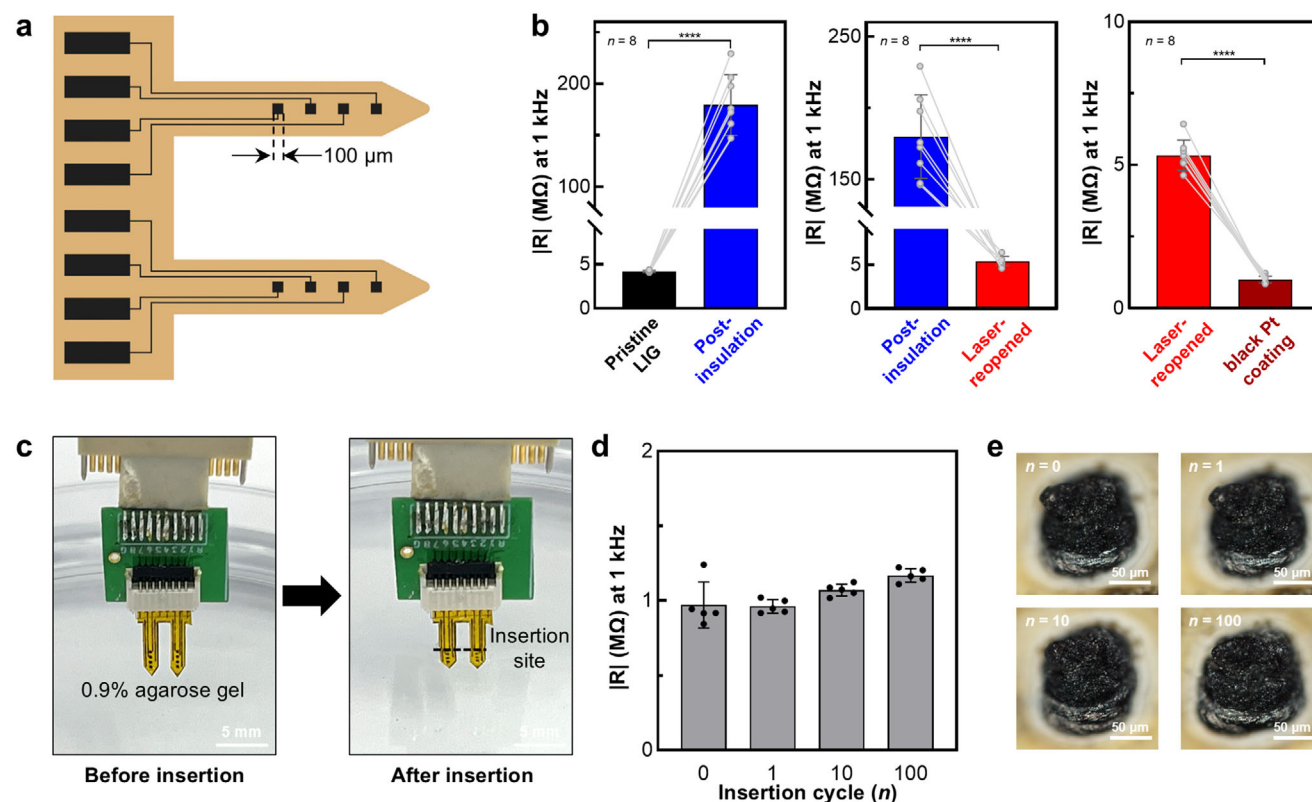 a
100 μm
b
|R| (MΩ) at 1 kHz
200
100
5
0
n = 8
****
Pristine
LIG
Post-
insulation
|R| (MΩ) at 1 kHz
250
150
5
0
n = 8
****
Post-
insulation
Laser-
reopened
|R| (MΩ) at 1 kHz
10
5
0
n = 8
****
Laser-
reopened
black Pt
coating
c
0.9% agarose gel
5 mm
Before insertion
Insertion
site
5 mm
After insertion
d
|R| (MΩ) at 1 kHz
2
1
0
0 1 10 100
Insertion cycle (n)
e
n = 0
50 μm
n = 1
50 μm
n = 10
50 μm
n = 100
50 μm